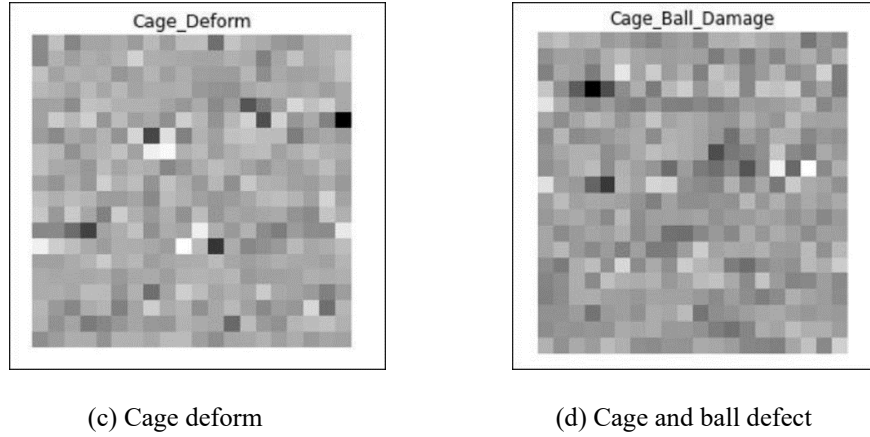 Cage_Deform
Cage_Ball_Damage
(c) Cage deform
(d) Cage and ball defect